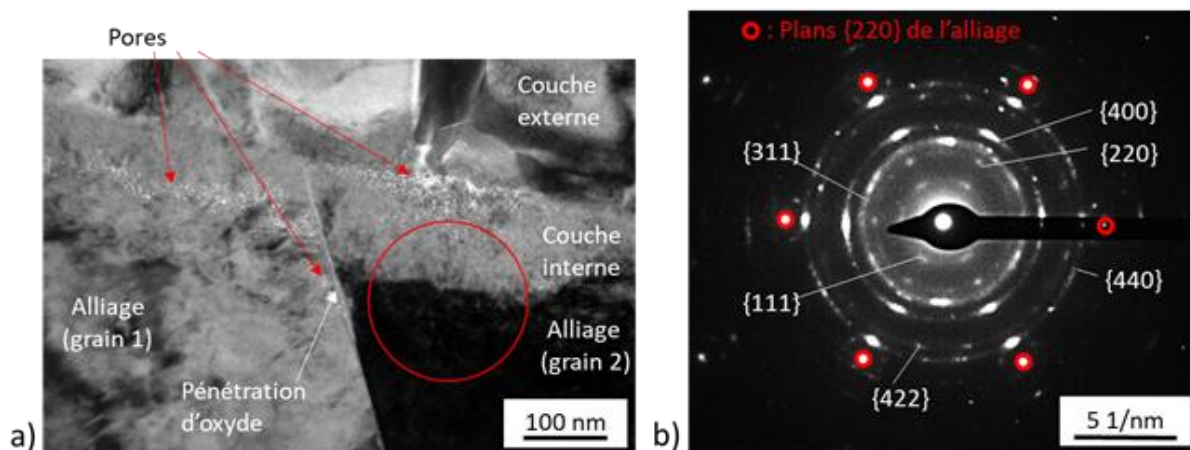 Pores
Couche
externe
Couche
interne
Alliage
(grain 1)
Alliage
(grain 2)
Pénétration
d'oxyde
100 nm
a)
: Plans {220} de l'alliage
{400}
{311}
{220}
{111}
{440}
{422}
5 1/nm
b)